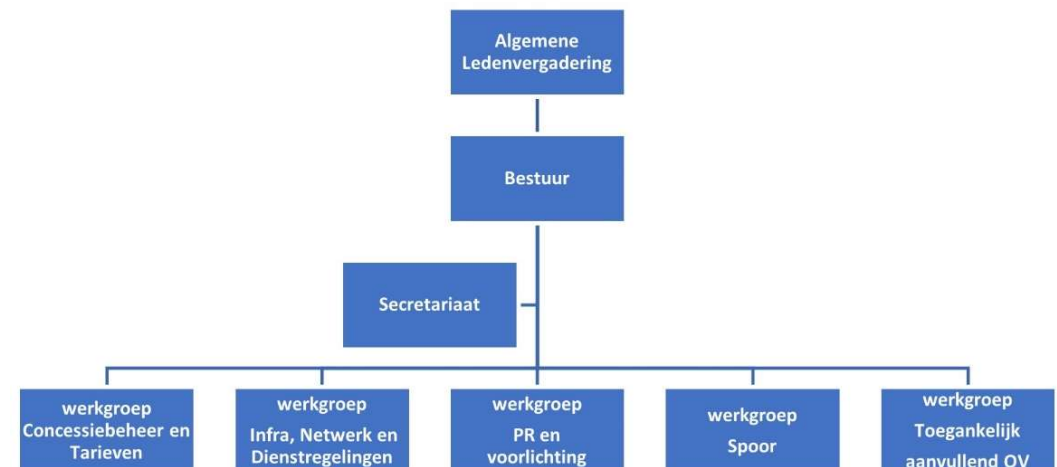 Algemene
Ledenvergadering
Bestuur
Secretariaat
werkgroep
Concessiebeheer en
Tarieven
werkgroep
Infra, Netwerk en
Dienstregelingen
werkgroep
PR en
voorlichting
werkgroep
Spoor
werkgroep
Toegankelijk
aanvullend OV